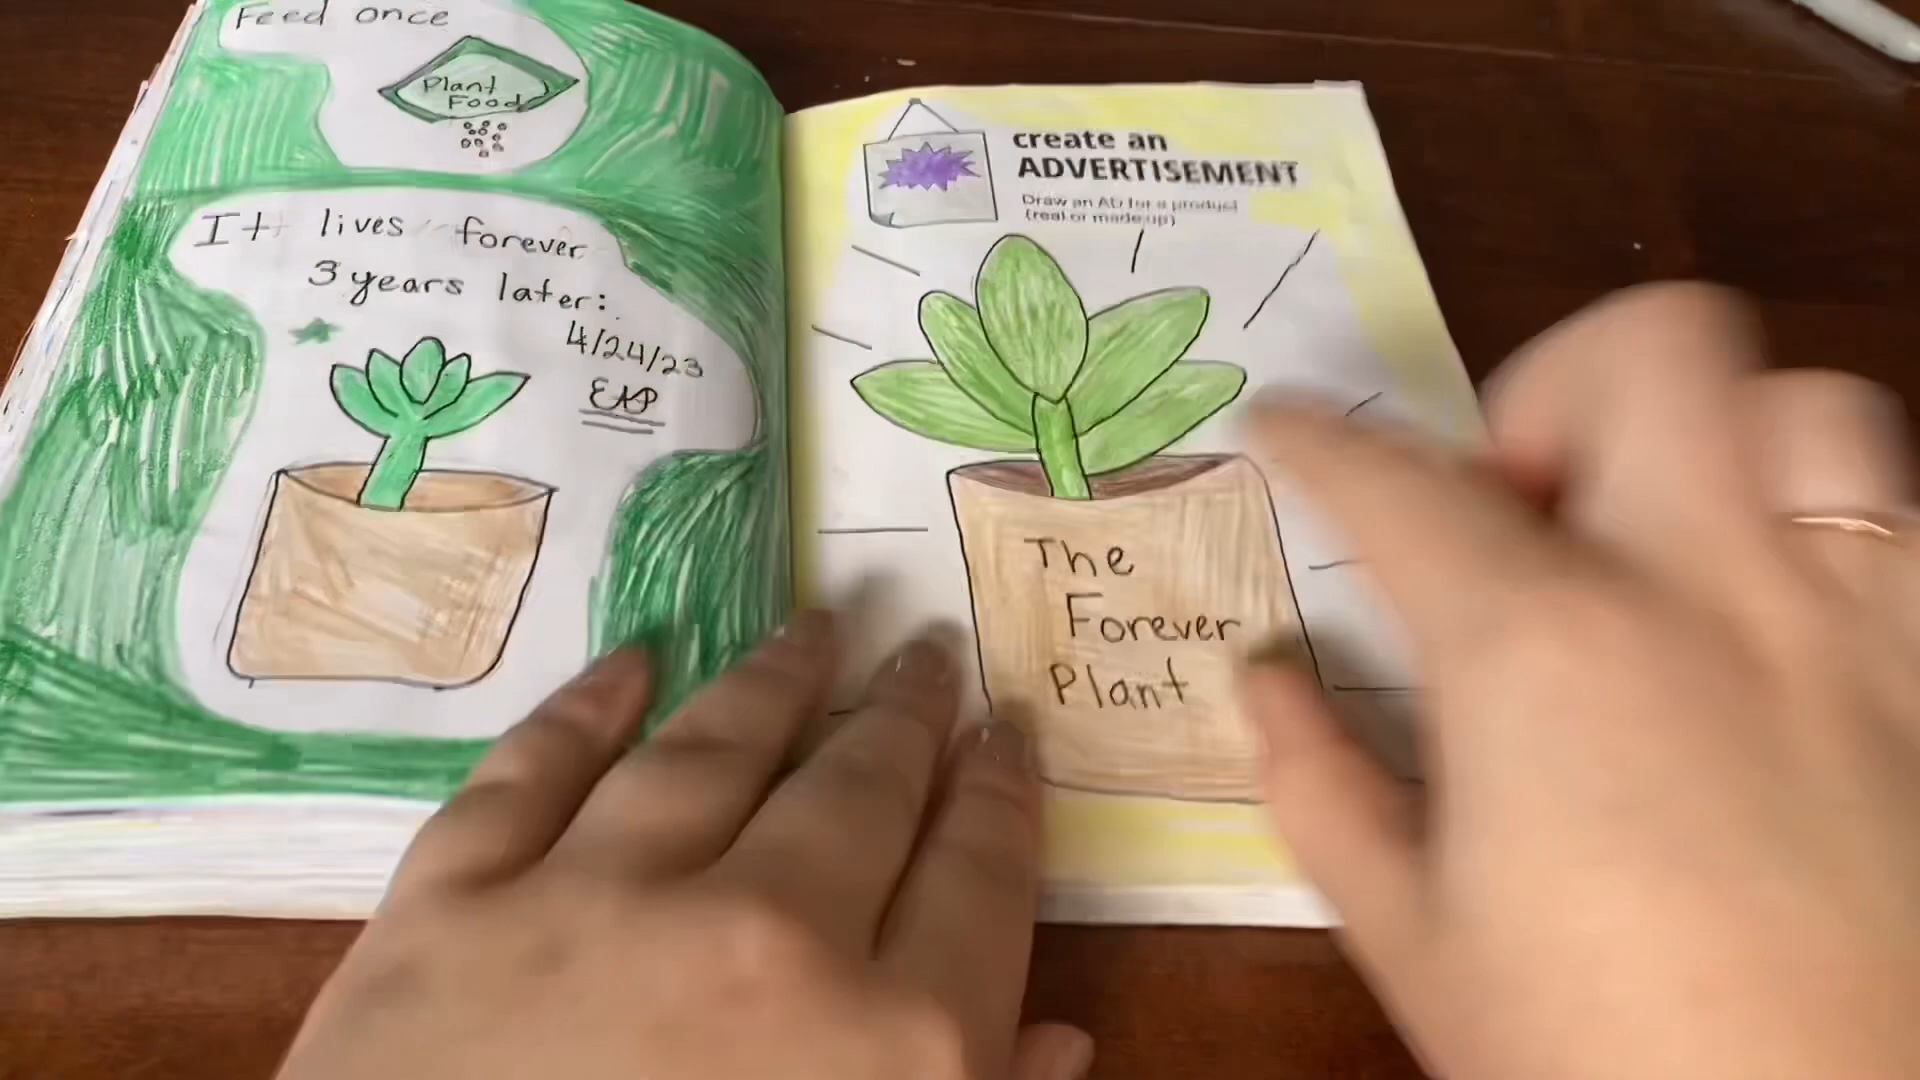 Feed once
Plant
Food
It lives forever
3 years later:
4/24/23
EAP
create an
ADVERTISEMENT
Draw an AD for a product
(real or made up)
The
Forever
Plant